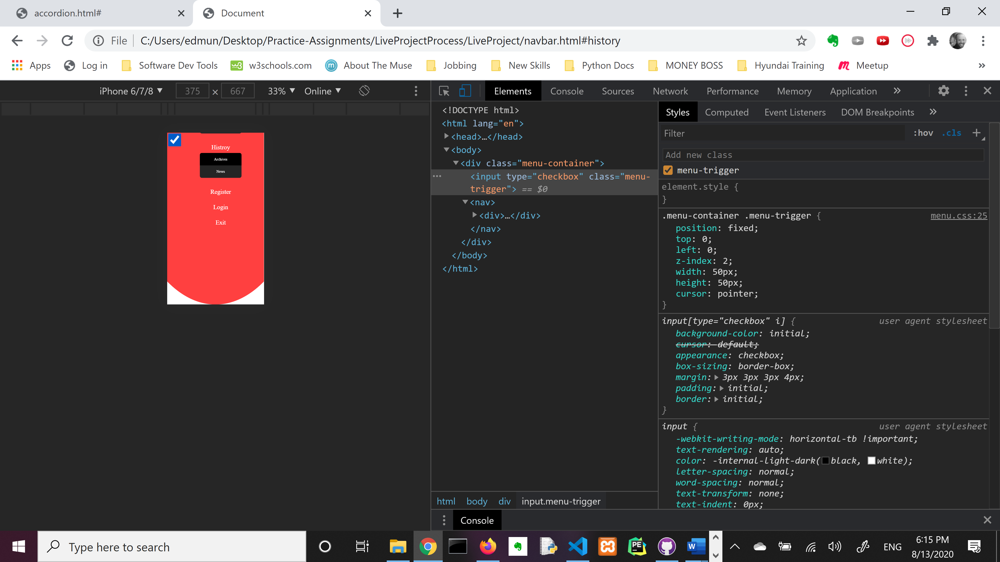 accordion.html#
Document
File
C:/Users/edmun/Desktop/Practice-Assignments/LiveProjectProcess/LiveProject/navbar.html#history
Apps
Log in
Software Dev Tools
w3schools.com
About The Muse
Jobbing
New Skills
Python Docs
MONEY BOSS
Hyundai Training
Meetup
»
iPhone 6/7/8 ▼ 375 × 667 33% ▼ Online ▼
Histroy
Archives
News
Register
Login
Exit
Elements Console Sources Network Performance Memory Application »
<!DOCTYPE html>
<html lang="en">
<head>…</head>
<body>
<div class="menu-container">
<input type="checkbox" class="menu-
trigger"> == $0
<nav>
<div>…</div>
</nav>
</div>
</body>
</html>
html body div input.menu-trigger
Styles Computed Event Listeners DOM Breakpoints »
Filter :hov .cls +
Add new class
menu-trigger
element.style {
}
.menu-container .menu-trigger { menu.css:25
position: fixed;
top: 0;
left: 0;
z-index: 2;
width: 50px;
height: 50px;
cursor: pointer;
}
input[type="checkbox" i] { user agent stylesheet
background-color: initial;
cursor: default;
appearance: checkbox;
box-sizing: border-box;
margin: 3px 3px 3px 4px;
padding: initial;
border: initial;
}
input { user agent stylesheet
-webkit-writing-mode: horizontal-tb !important;
text-rendering: auto;
color: -internal-light-dark(black, white);
letter-spacing: normal;
word-spacing: normal;
text-transform: none;
text-indent: 0px;
Console
Type here to search
PE
W
ENG
6:15 PM
8/13/2020